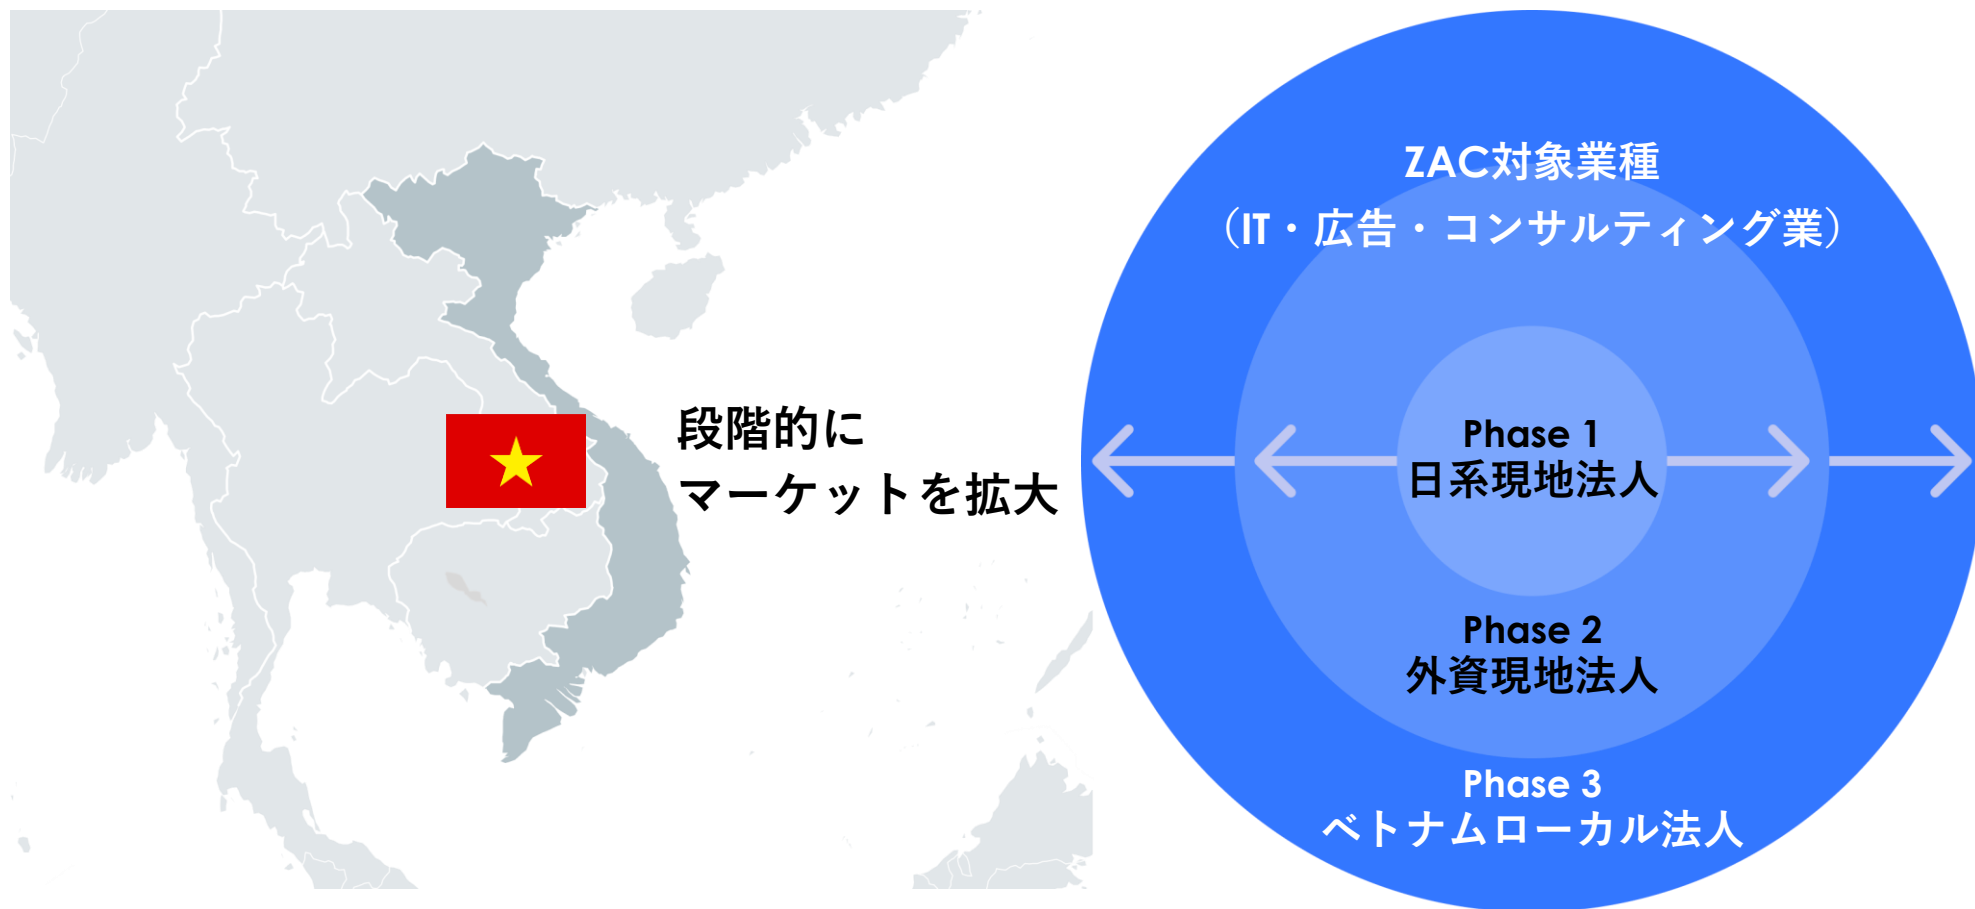 段階的に
マーケットを拡大
ZAC対象業種
（IT・広告・コンサルティング業）
Phase 1
日系現地法人
Phase 2
外資現地法人
Phase 3
ベトナムローカル法人